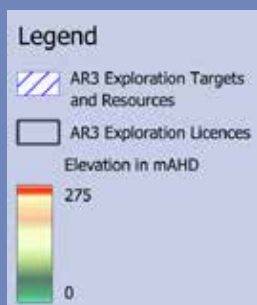 Legend
AR3 Exploration Targets
and Resources
AR3 Exploration Licences
Elevation in mAHD
275
0